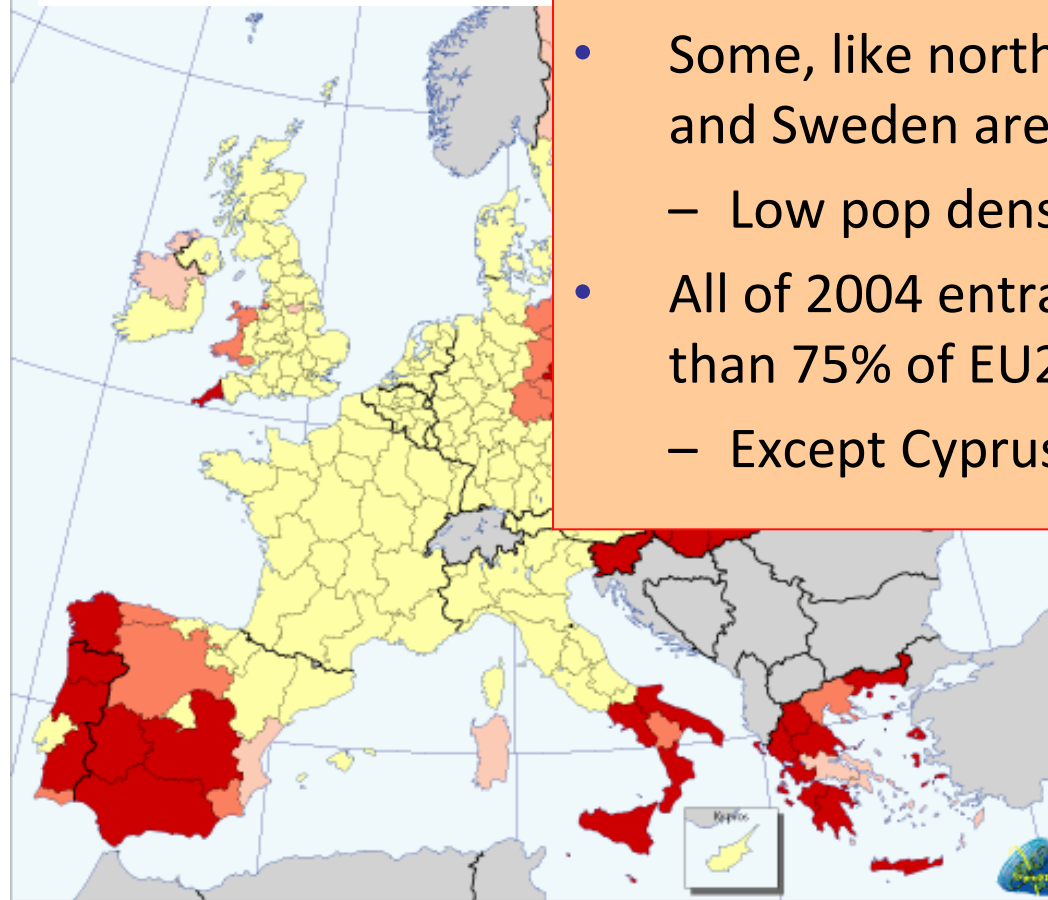 • Some, like north
and Sweden are
– Low pop dens
• All of 2004 entra
than 75% of EU2
– Except Cyprus